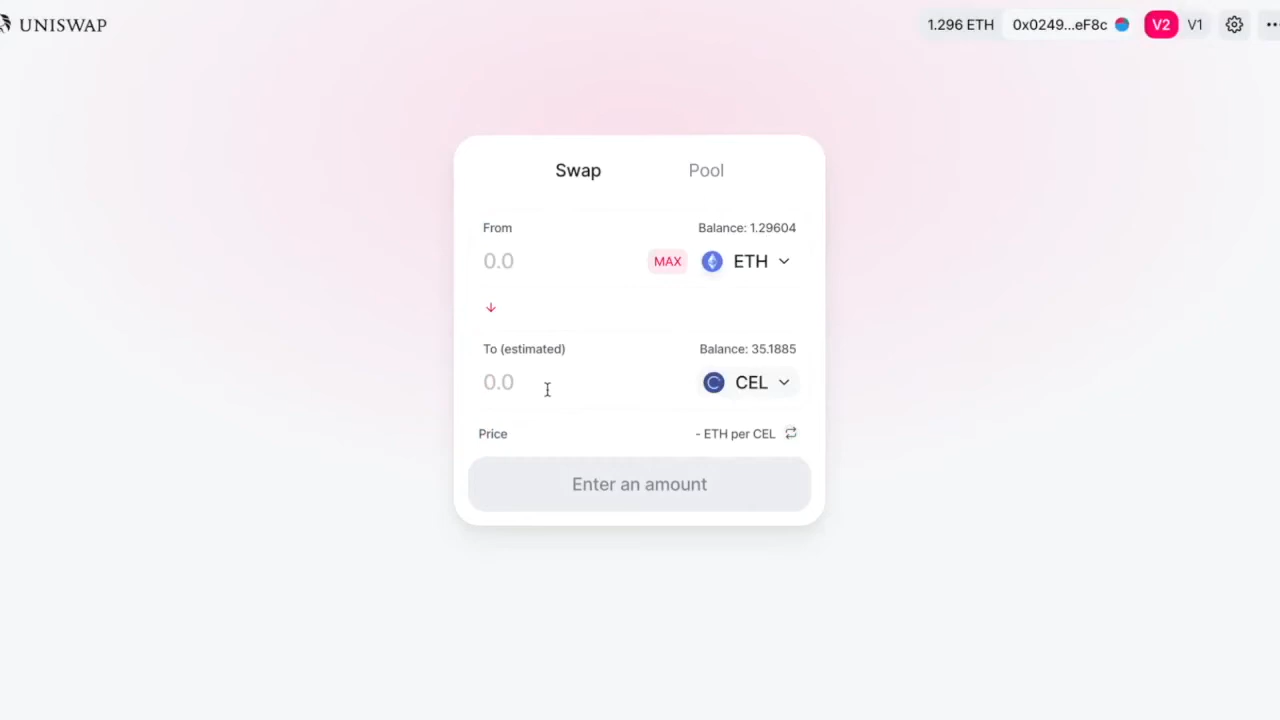 UNISWAP
1.296 ETH 0x0249...eF8c V2 V1
Swap Pool
From Balance: 1.29604
0.0 MAX ETH
To (estimated) Balance: 35.1885
0.0 CEL
Price - ETH per CEL
Enter an amount